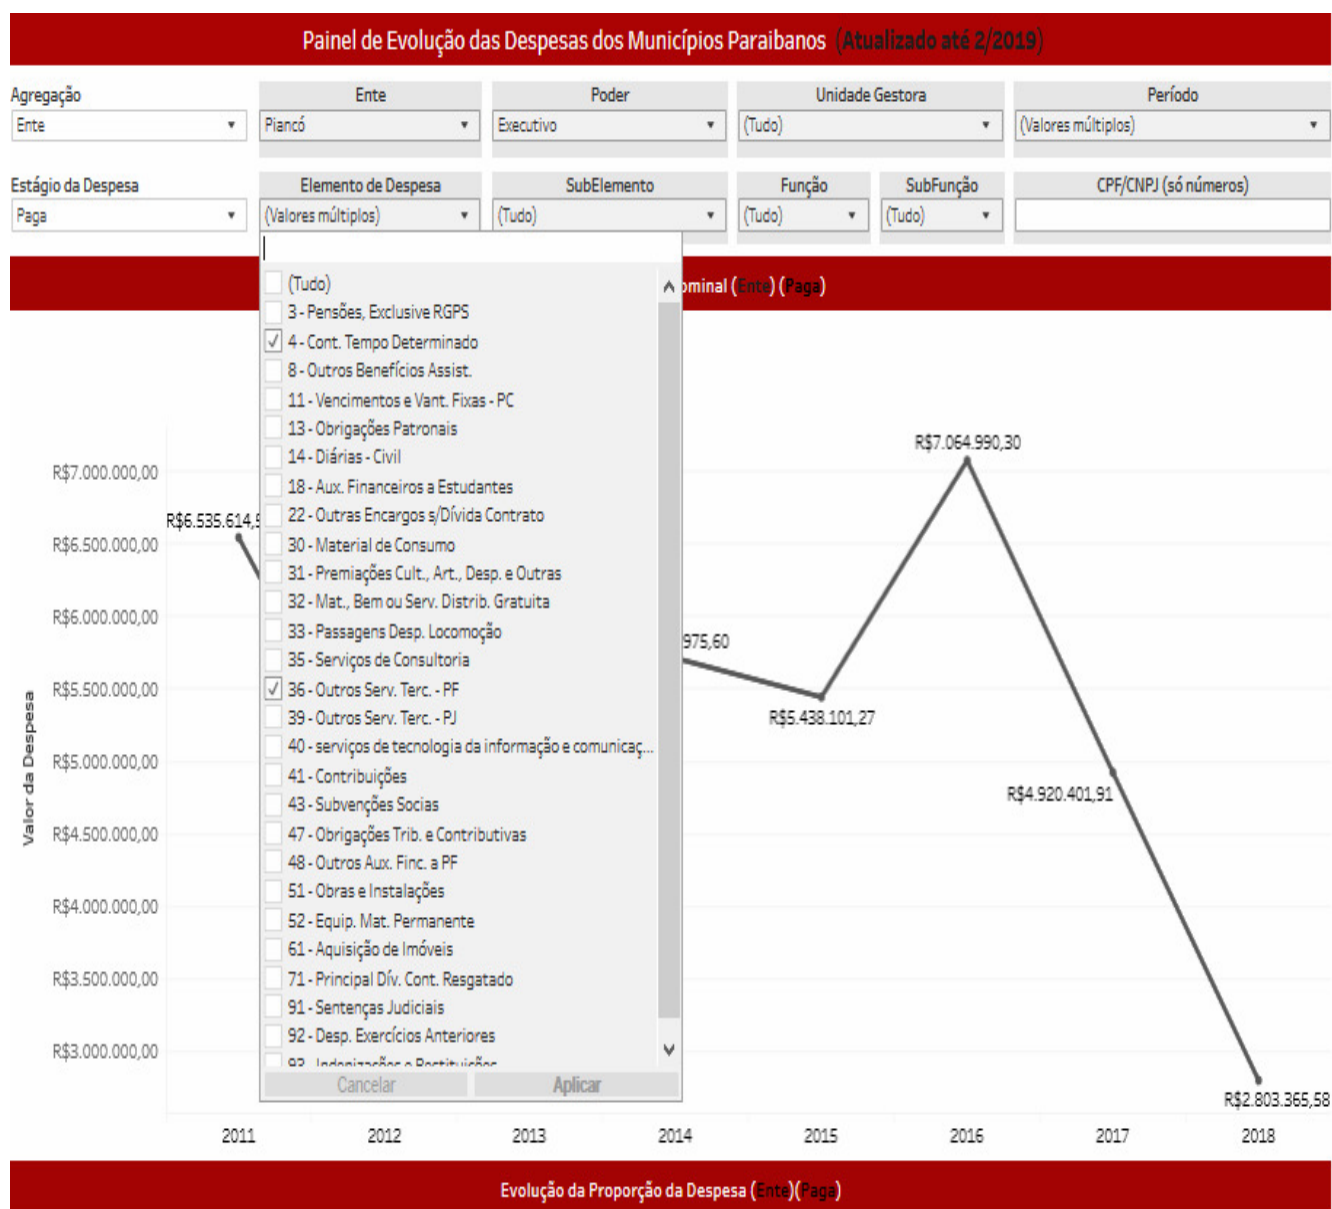 Painel de Evolução das Despesas dos Municípios Paraibanos (Atualizado até 2/2019)
Agregação Ente Poder Unidade Gestora Período
Ente Piancó Executivo (Tudo) (Valores múltiplos)
Estágio da Despesa Elemento de Despesa SubElemento Função SubFunção CPF/CNPJ (só números)
Paga (Valores múltiplos) (Tudo) (Tudo) (Tudo)
ominal (Ente) (Paga)
(Tudo)
3 - Pensões, Exclusive RGPS
4 - Cont. Tempo Determinado
8 - Outros Benefícios Assist.
11 - Vencimentos e Vant. Fixas - PC
13 - Obrigações Patronais
14 - Diárias - Civil
18 - Aux. Financeiros a Estudantes
22 - Outras Encargos s/Dívida Contrato
30 - Material de Consumo
31 - Premiações Cult., Art., Desp. e Outras
32 - Mat., Bem ou Serv. Distrib. Gratuita
33 - Passagens Desp. Locomoção
35 - Serviços de Consultoria
36 - Outros Serv. Terc. - PF
39 - Outros Serv. Terc. - PJ
40 - serviços de tecnologia da informação e comunicaç...
41 - Contribuições
43 - Subvenções Socias
47 - Obrigações Trib. e Contributivas
48 - Outros Aux. Finc. a PF
51 - Obras e Instalações
52 - Equip. Mat. Permanente
61 - Aquisição de Imóveis
71 - Principal Dív. Cont. Resgatado
91 - Sentenças Judiciais
92 - Desp. Exercícios Anteriores
93 - Indenizações e Restituições
Cancelar Aplicar
Valor da Despesa
R$7.000.000,00
R$6.500.000,00
R$6.000.000,00
R$5.500.000,00
R$5.000.000,00
R$4.500.000,00
R$4.000.000,00
R$3.500.000,00
R$3.000.000,00
R$6.535.614,5
975,60
R$5.438.101,27
R$7.064.990,30
R$4.920.401,91
R$2.803.365,58
2011 2012 2013 2014 2015 2016 2017 2018
Evolução da Proporção da Despesa (Ente)(Paga)